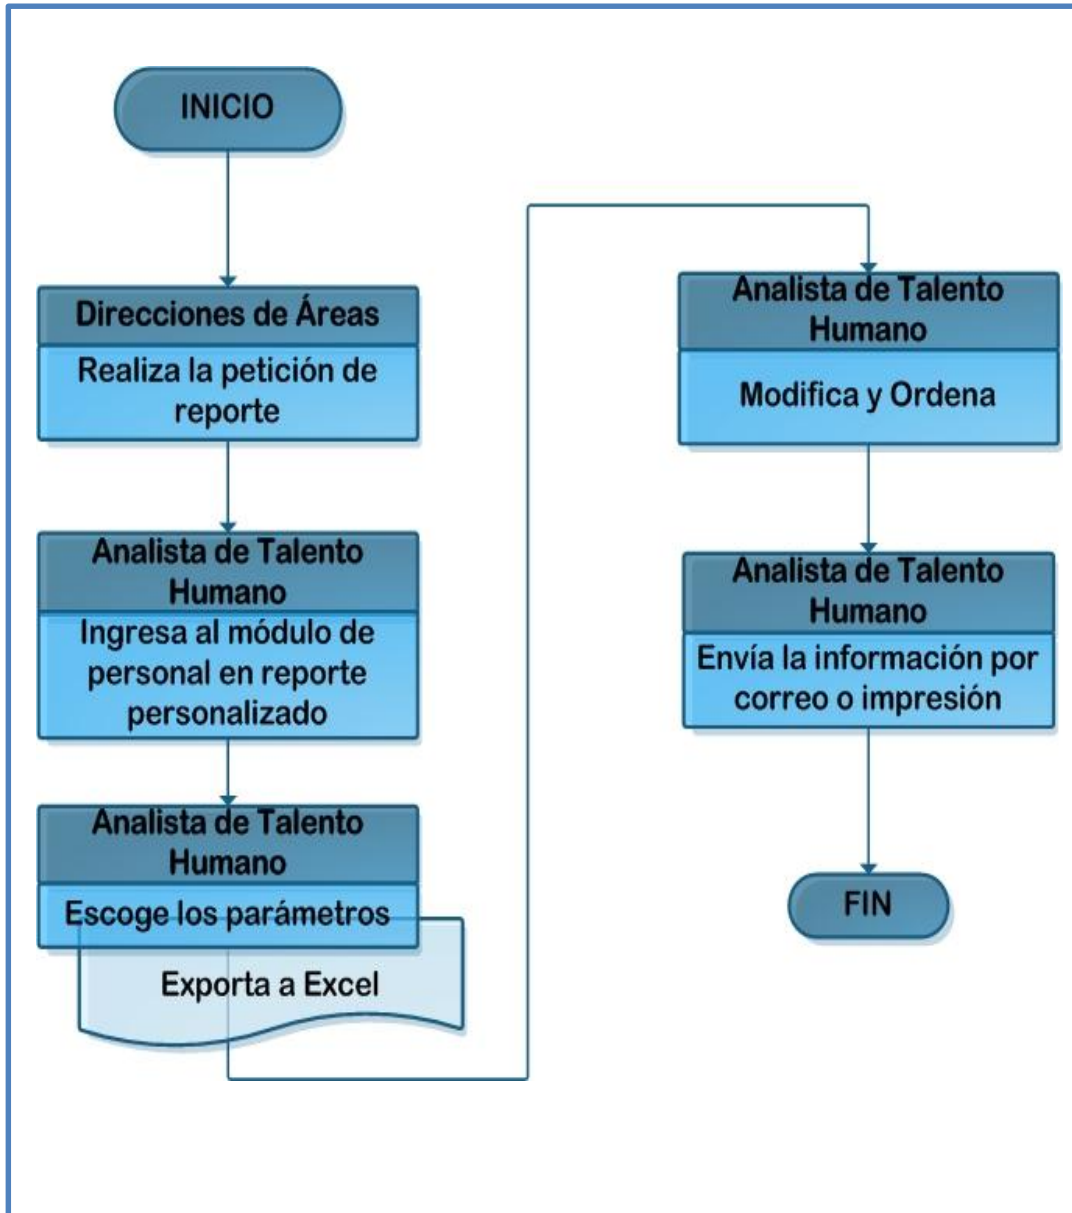 INICIO
Direcciones de Áreas
Realiza la petición de
reporte
Analista de Talento
Humano
Ingresa al módulo de
personal en reporte
personalizado
Analista de Talento
Humano
Escoge los parámetros
Exporta a Excel
Analista de Talento
Humano
Modifica y Ordena
Analista de Talento
Humano
Envía la información por
correo o impresión
FIN